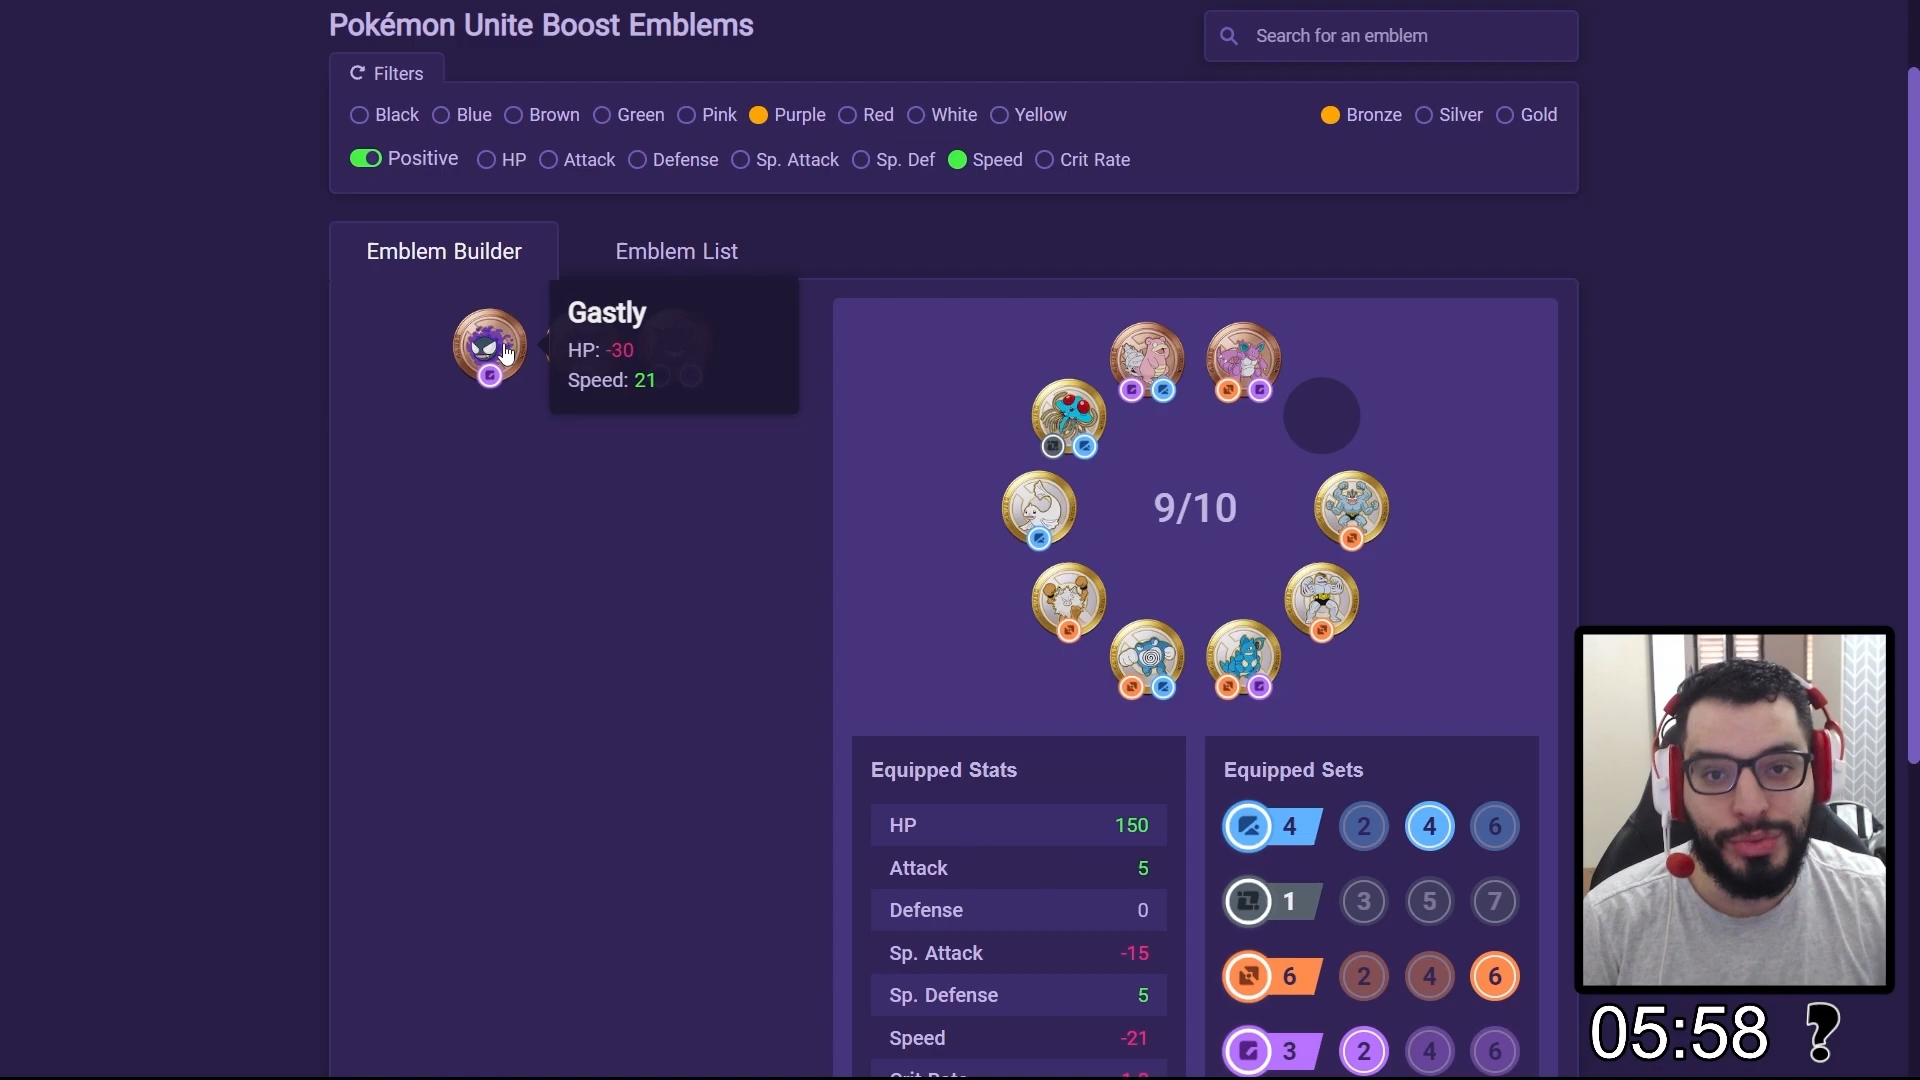 Pokémon Unite Boost Emblems
Search for an emblem
Filters
Black Blue Brown Green Pink Purple Red White Yellow Bronze Silver Gold
Positive HP Attack Defense Sp. Attack Sp. Def Speed Crit Rate
Emblem Builder Emblem List
Gastly
HP: -30
Speed: 21
9/10
Equipped Stats
HP 150
Attack 5
Defense 0
Sp. Attack -15
Sp. Defense 5
Speed -21
Equipped Sets
4 2 4 6
1 3 5 7
6 2 4 6
3 2 4 6
05:58 ?